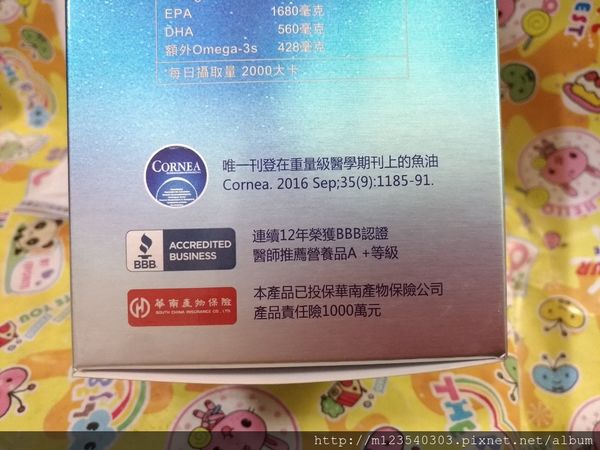 EPA 1680毫克
DHA 560毫克
額外Omega-3s 428毫克
每日攝取量 2000大卡
CORNEA
唯一刊登在重量級醫學期刊上的魚油
Cornea. 2016 Sep;35(9):1185-91.
BBB
ACCREDITED
BUSINESS
連續12年榮獲BBB認證
醫師推薦營養品A +等級
華南產物保險
SOUTH CHINA INSURANCE CO., LTD.
本產品已投保華南產物保險公司
產品責任險1000萬元
HELLO
http://m123540303.pixnet.net/album